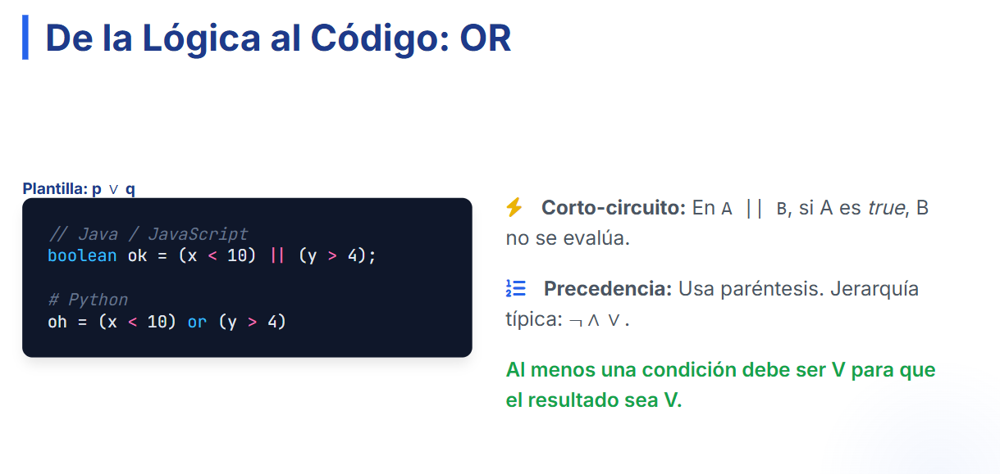 De la Lógica al Código: OR
Plantilla: p ∨ q
// Java / JavaScript
boolean ok = (x < 10) || (y > 4);
# Python
oh = (x < 10) or (y > 4)
Corto-circuito: En A || B, si A es true, B
no se evalúa.
Precedencia: Usa paréntesis. Jerarquía
típica: ¬ ∧ ∨ .
Al menos una condición debe ser V para que
el resultado sea V.